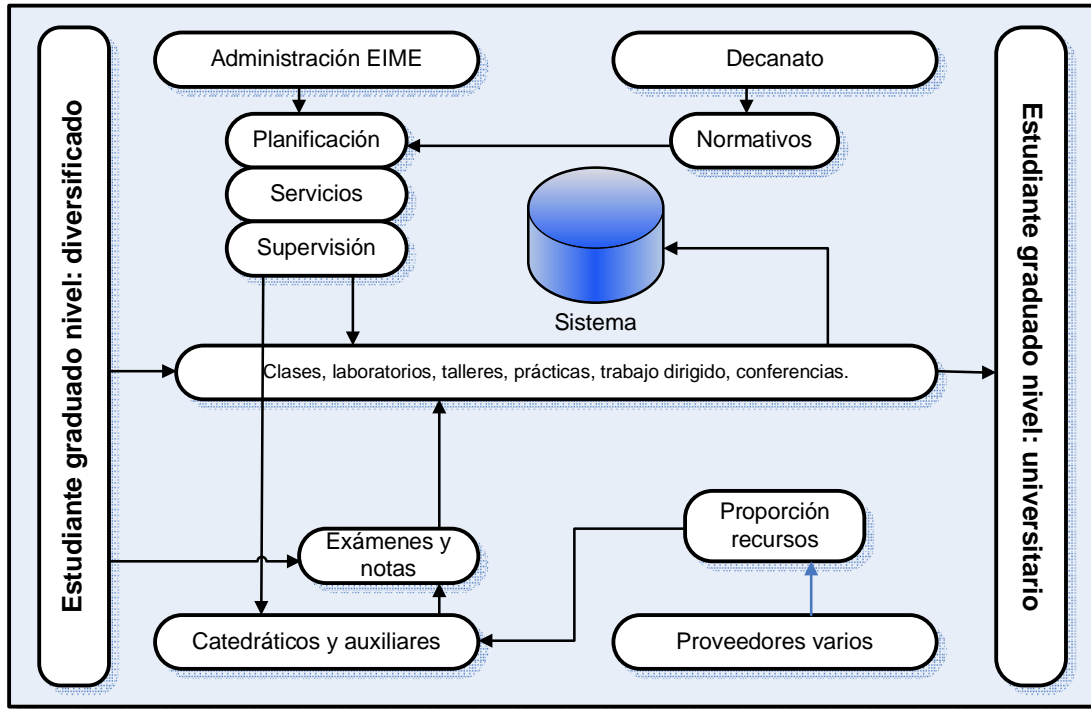 Estudiante graduado nivel: diversificado
Administración EIME
Decanato
Planificación
Normativos
Servicios
Supervisión
Sistema
Clases, laboratorios, talleres, prácticas, trabajo dirigido, conferencias.
Proporción
recursos
Exámenes y
notas
Catedráticos y auxiliares
Proveedores varios
Estudiante graduado nivel: universitario